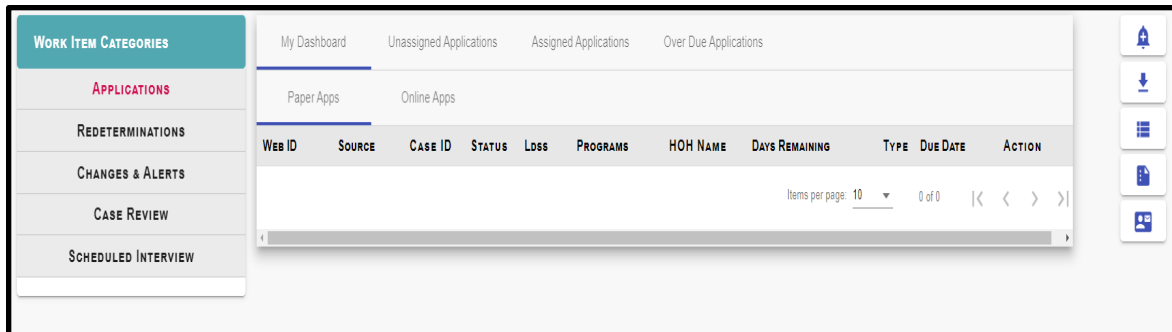 WORK ITEM CATEGORIES
APPLICATIONS
REDETERMINATIONS
CHANGES & ALERTS
CASE REVIEW
SCHEDULED INTERVIEW
My Dashboard Unassigned Applications Assigned Applications Over Due Applications
Paper Apps Online Apps
WEB ID SOURCE CASE ID STATUS LDSS PROGRAMS HOH NAME DAYS REMAINING TYPE DUE DATE ACTION
Items per page: 10 0 of 0